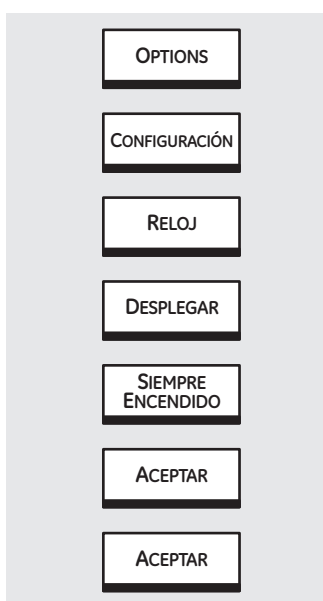 OPTIONS
CONFIGURACIÓN
RELOJ
DESPLEGAR
SIEMPRE
ENCENDIDO
ACEPTAR
ACEPTAR